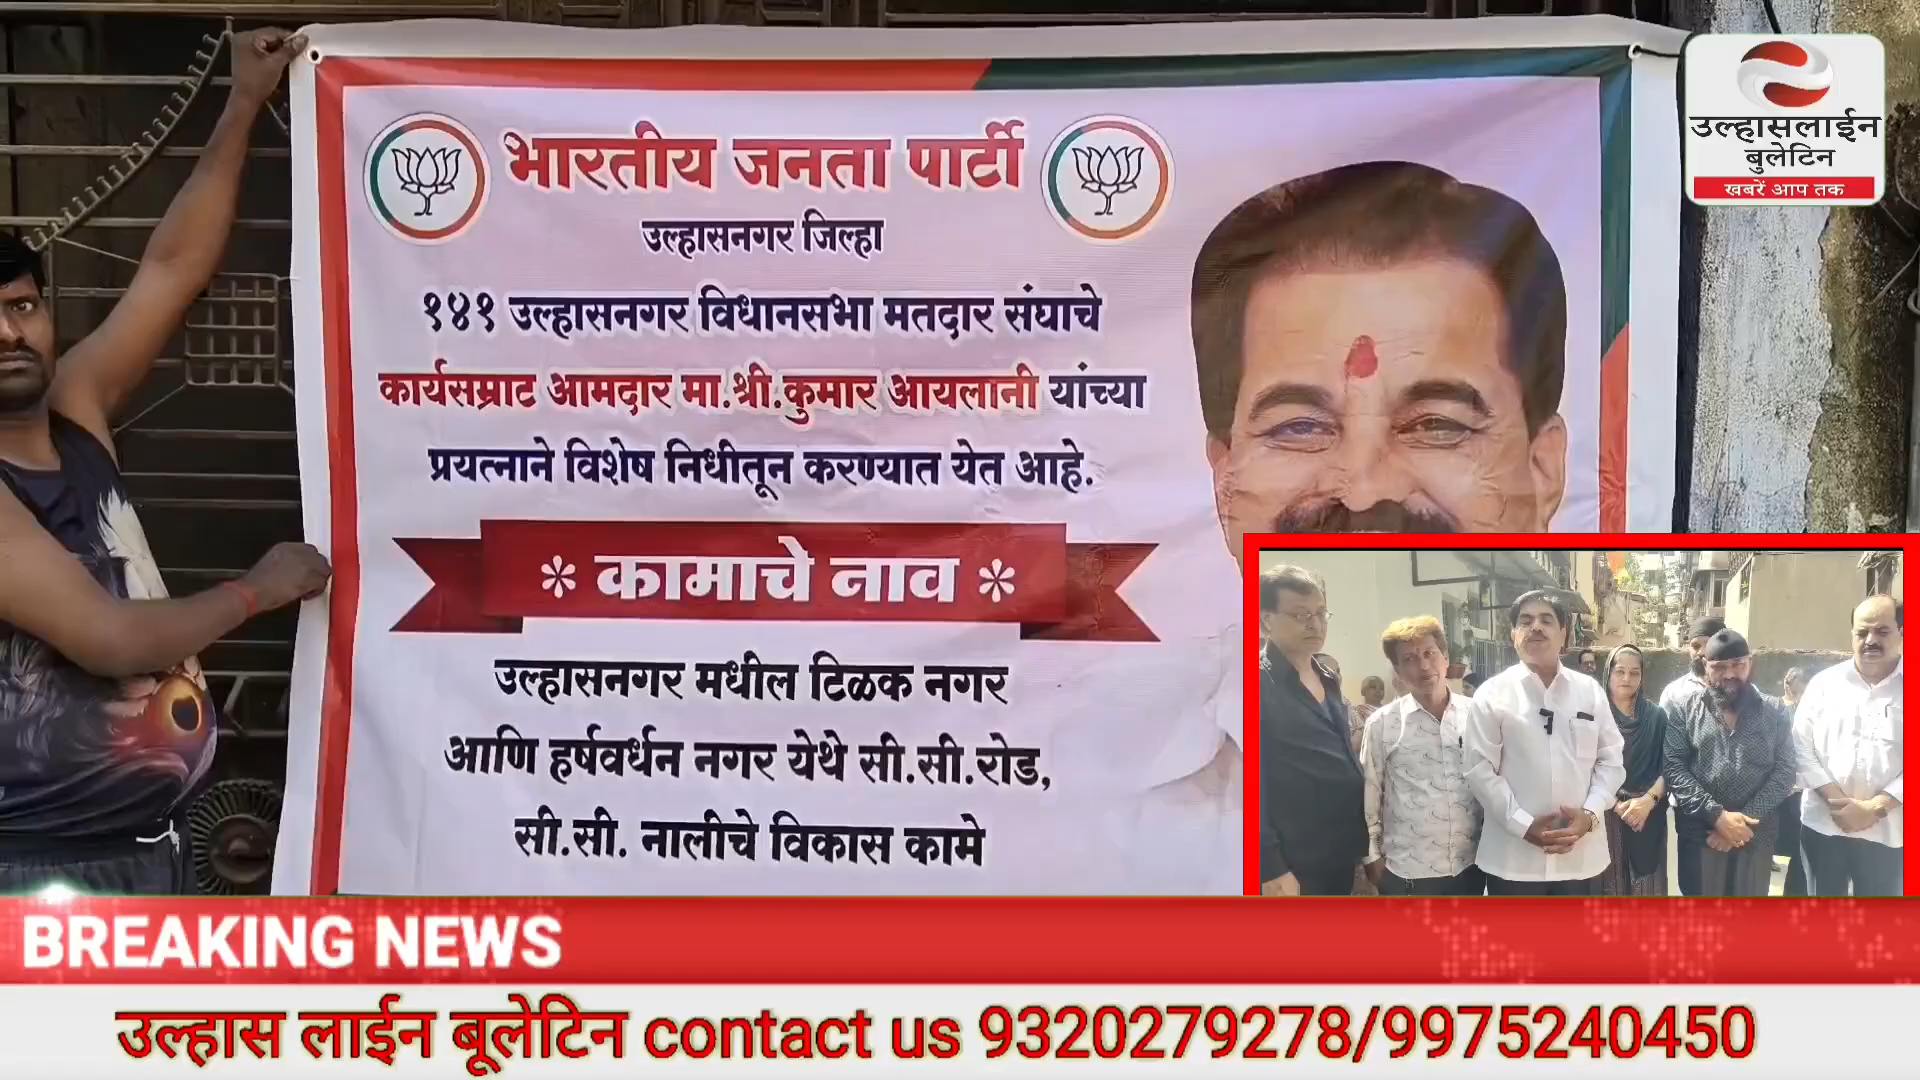 भारतीय जनता पार्टी
उल्हासनगर जिल्हा
१४१ उल्हासनगर विधानसभा मतदार संघाचे
कार्यसम्राट आमदार मा.श्री.कुमार आयलानी यांच्या
प्रयत्नाने विशेष निधीतून करण्यात येत आहे.
* कामाचे नाव *
उल्हासनगर मधील टिळक नगर
आणि हर्षवर्धन नगर येथे सी.सी.रोड,
सी.सी. नालीचे विकास कामे
उल्हासलाईन
बुलेटिन
खबरें आप तक
BREAKING NEWS
उल्हास लाईन बूलेटिन contact us 9320279278/9975240450